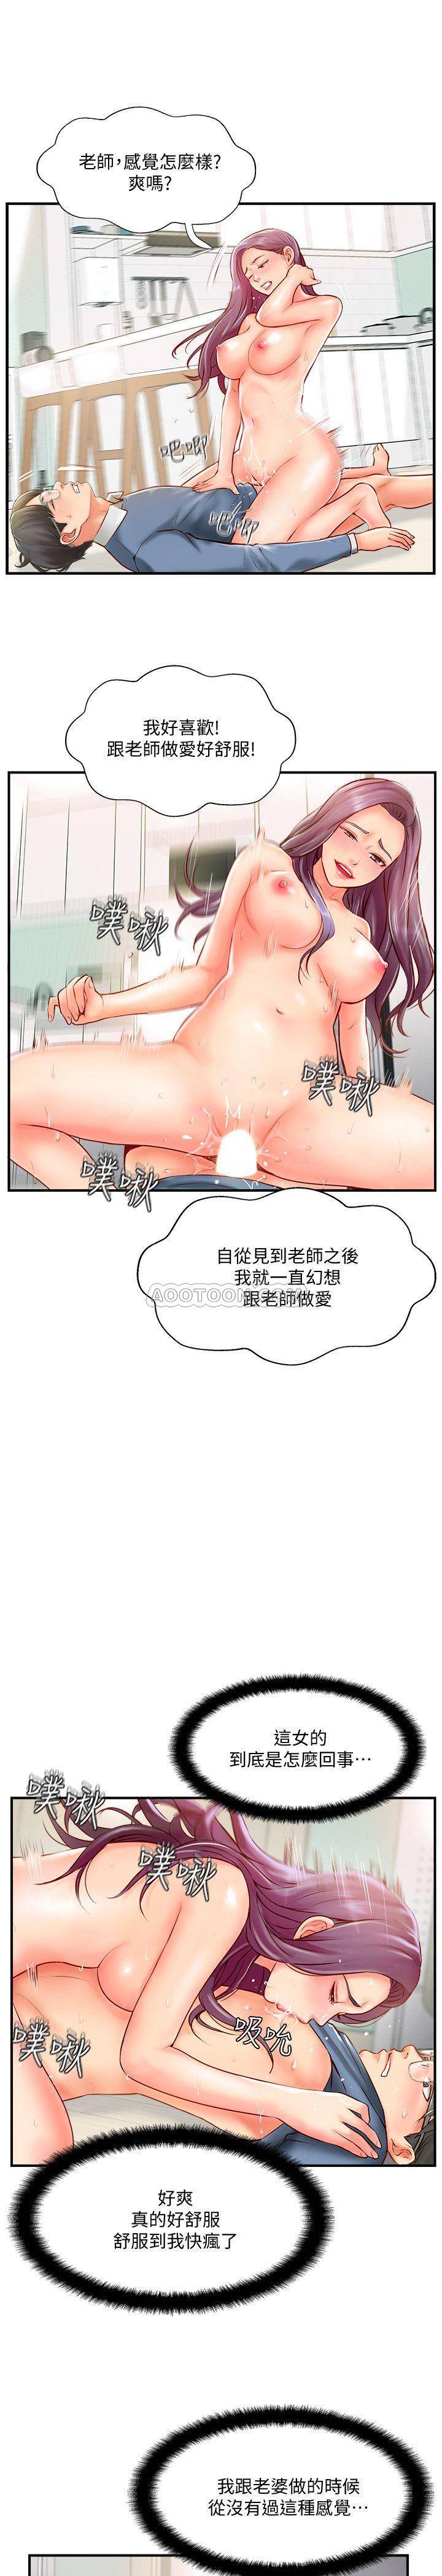 老師，感覺怎麼樣?
爽嗎?
吧唧
吧唧
我好喜歡!
跟老師做愛好舒服!
噗啾
噗啾
噗啾
自從見到老師之後
我就一直幻想
跟老師做愛
AOOTOON.COM
這女的
到底是怎麼回事…
噗啾
噗啾
噗啾
吸吮
好爽
真的好舒服
舒服到我快瘋了
我跟老婆做的時候
從沒有過這種感覺…